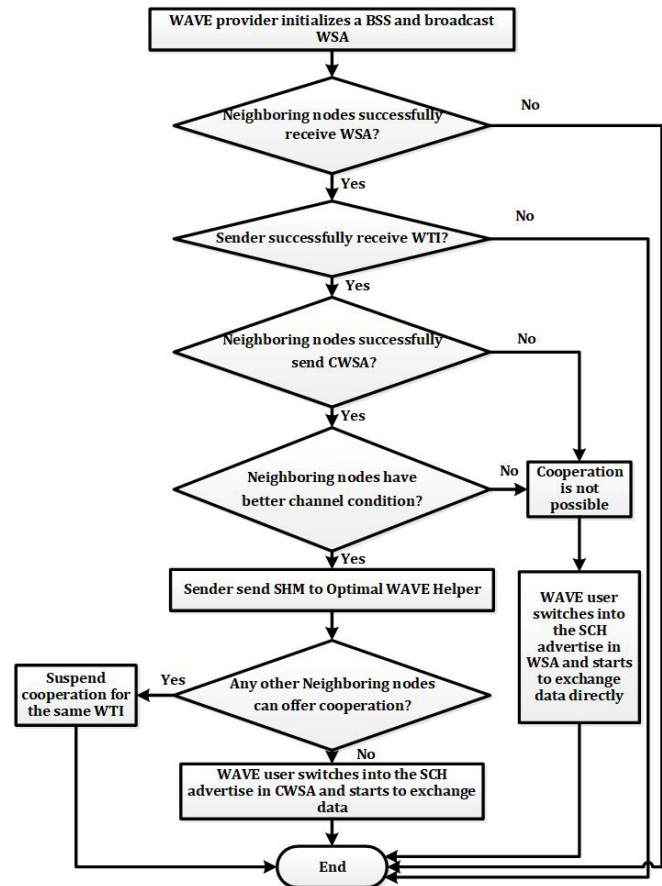 WAVE provider initializes a BSS and broadcast
WSA
No
Neighboring nodes successfully
receive WSA?
Yes
No
Sender successfully receive WTI?
Yes
No
Neighboring nodes successfully
send CWSA?
Yes
Neighboring nodes have
better channel condition?
No
Cooperation
is not
possible
Yes
Sender send SHM to Optimal WAVE Helper
WAVE user
switches into
the SCH
advertise in
WSA and starts
to exchange
data directly
Suspend
cooperation for
the same WTI
Yes
Any other Neighboring nodes
can offer cooperation?
No
WAVE user switches into the SCH
advertise in CWSA and starts to exchange
data
End